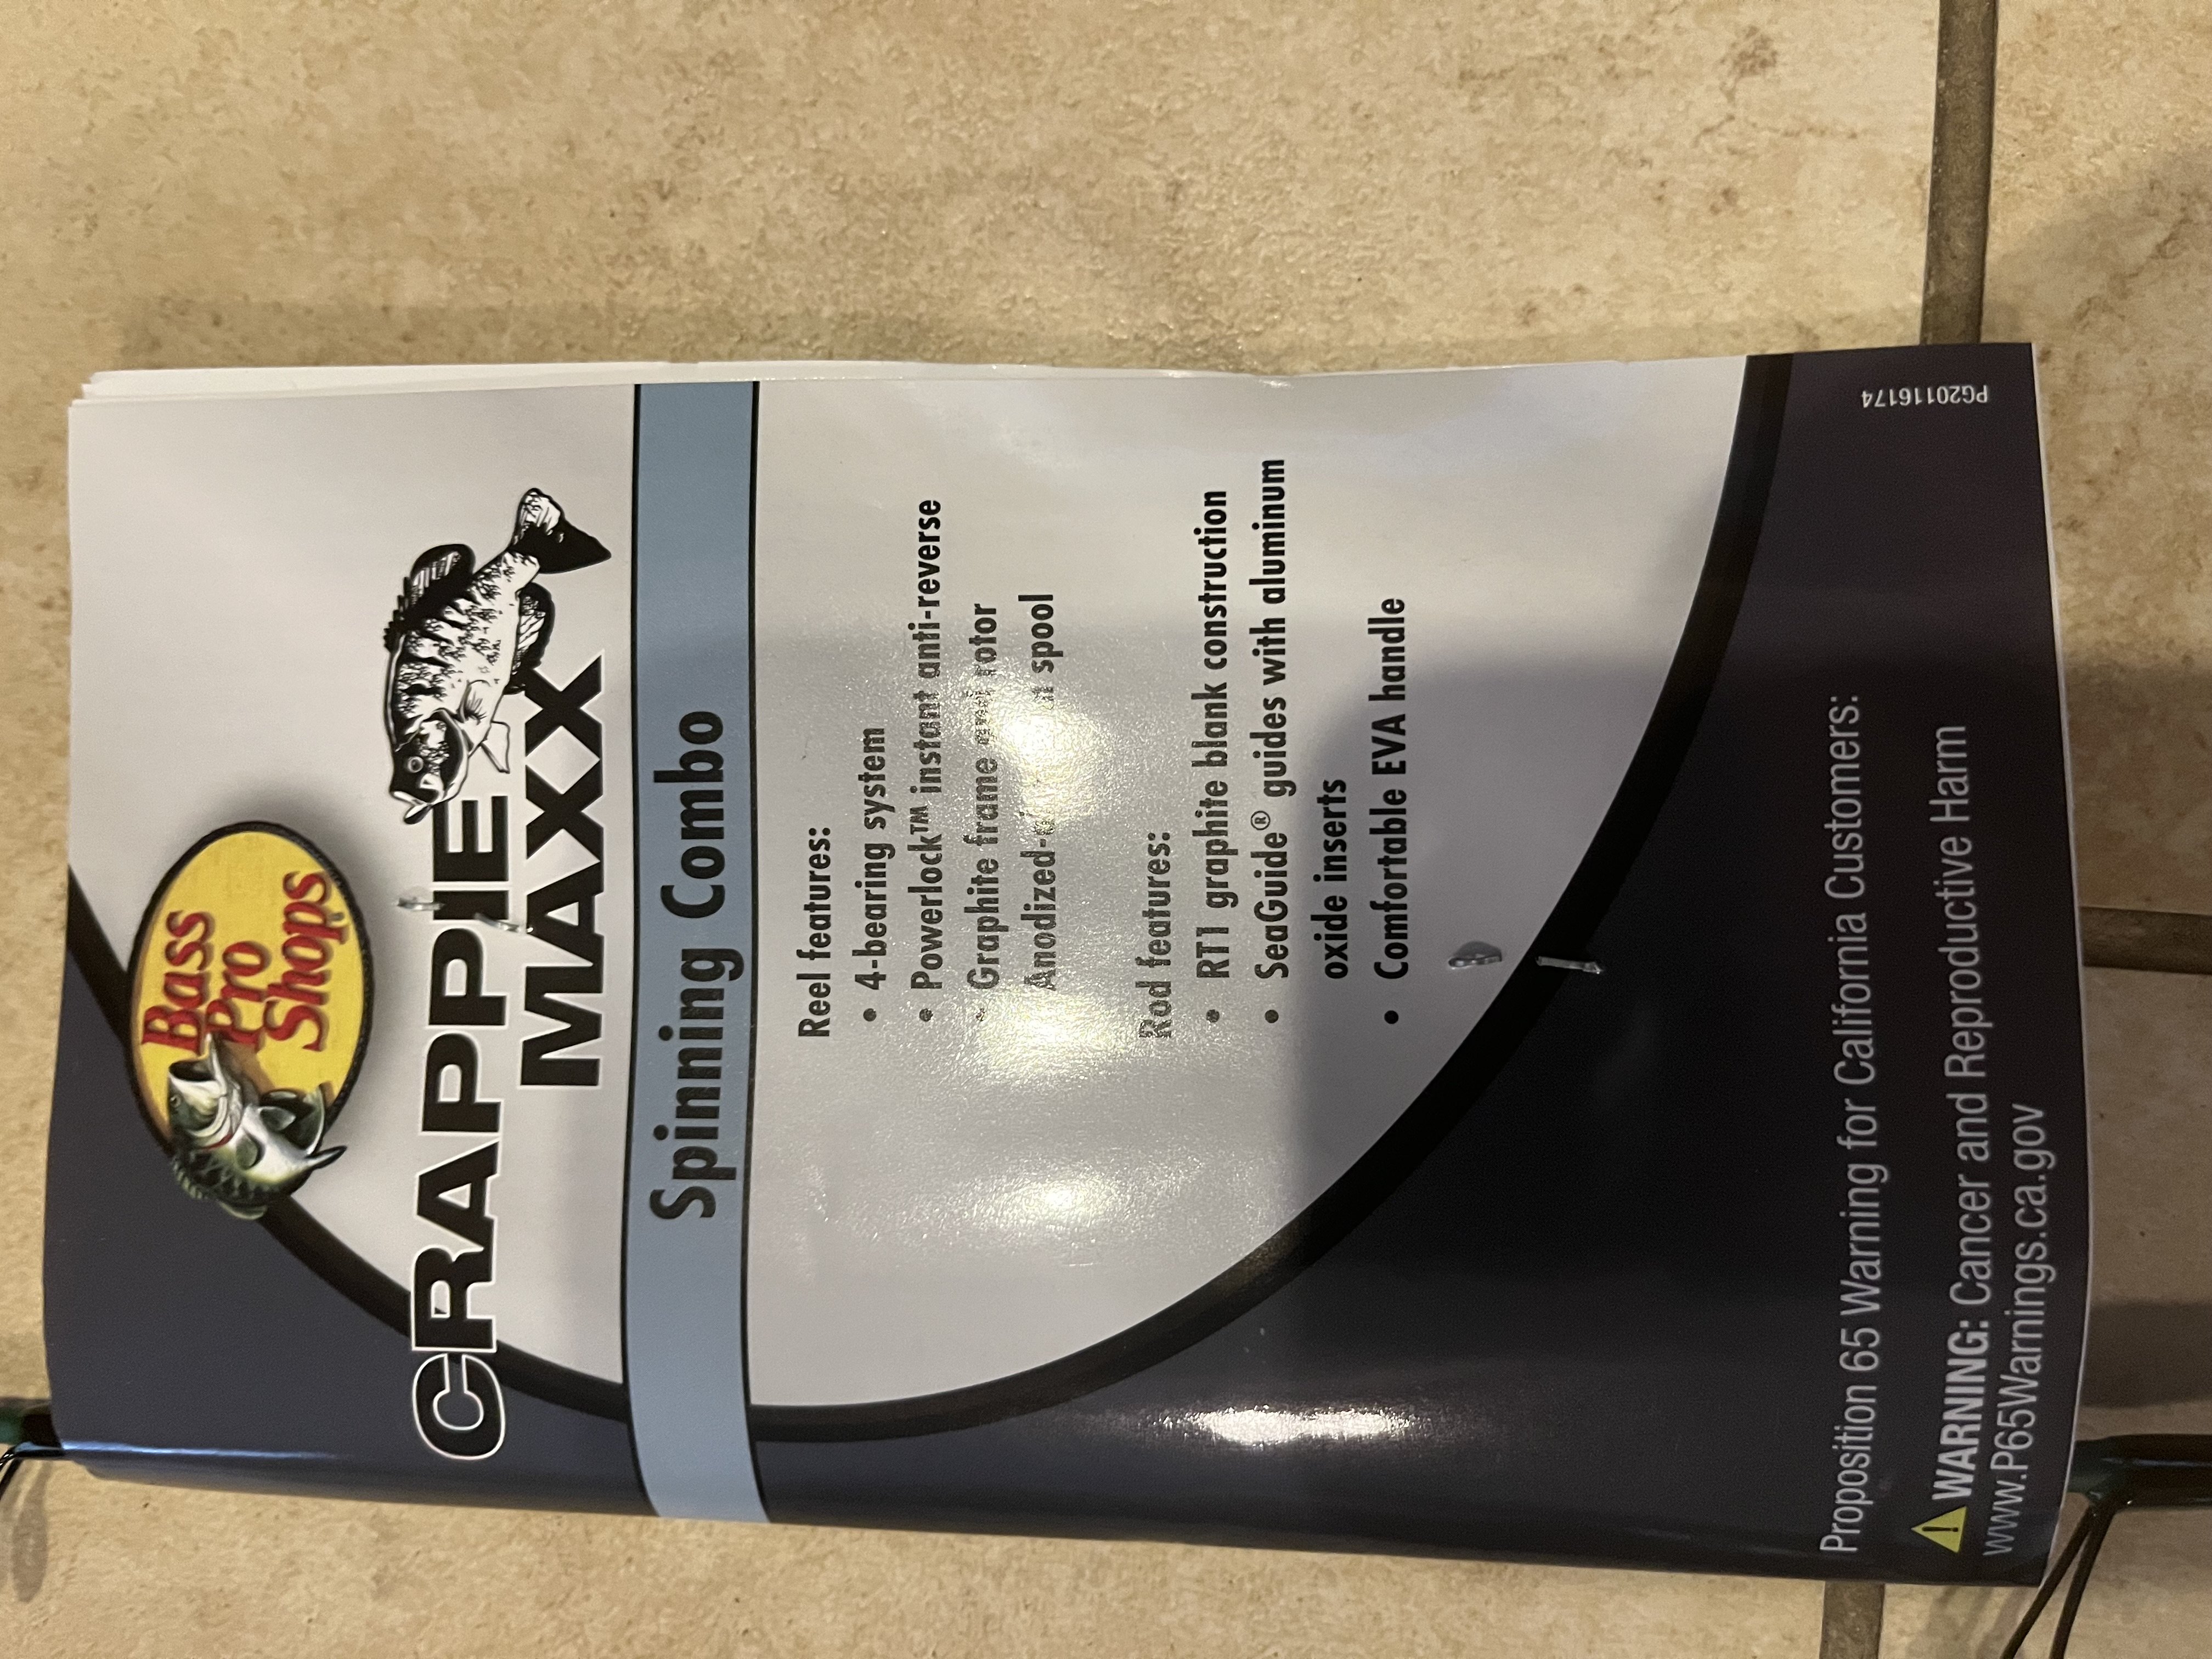 Bass
Pro
Shops
CRAPPIE
MAXX
Spinning Combo
Reel features:
• 4-bearing system
• Powerlock™ instant anti-reverse
• Graphite frame and rotor
Anodized- spool
Rod features:
• RT1 graphite blank construction
• SeaGuide® guides with aluminum
oxide inserts
• Comfortable EVA handle
Proposition 65 Warning for California Customers:
⚠WARNING: Cancer and Reproductive Harm
www.P65Warnings.ca.gov
PG20116174